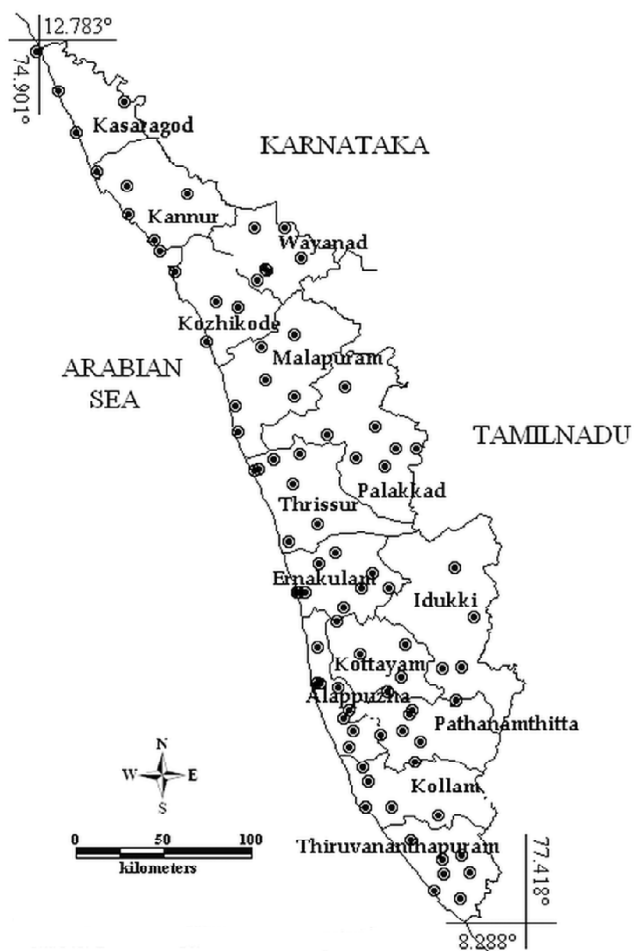 12.783°
74.901°
Kasaragod
KARNATAKA
Kannur
Wayanad
Kozhikode
Malapuram
ARABIAN
SEA
TAMILNADU
Palakkad
Thrissur
Ernakulam
Idukki
Kottayam
Alappuzha
Pathanamthitta
N
W E
S
Kollam
0 50 100
kilometers
Thiruvananthapuram
77.418°
8.288°